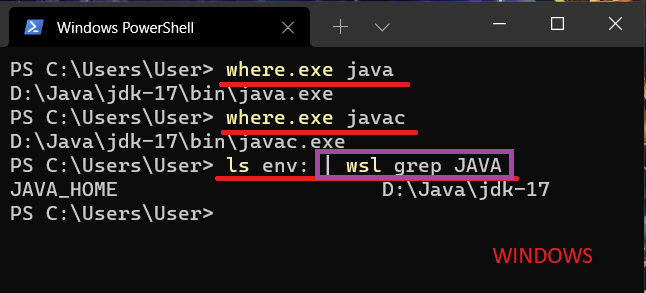 Windows PowerShell
PS C:\Users\User> where.exe java
D:\Java\jdk-17\bin\java.exe
PS C:\Users\User> where.exe javac
D:\Java\jdk-17\bin\javac.exe
PS C:\Users\User> ls env: | wsl grep JAVA
JAVA_HOME                      D:\Java\jdk-17
PS C:\Users\User>
WINDOWS